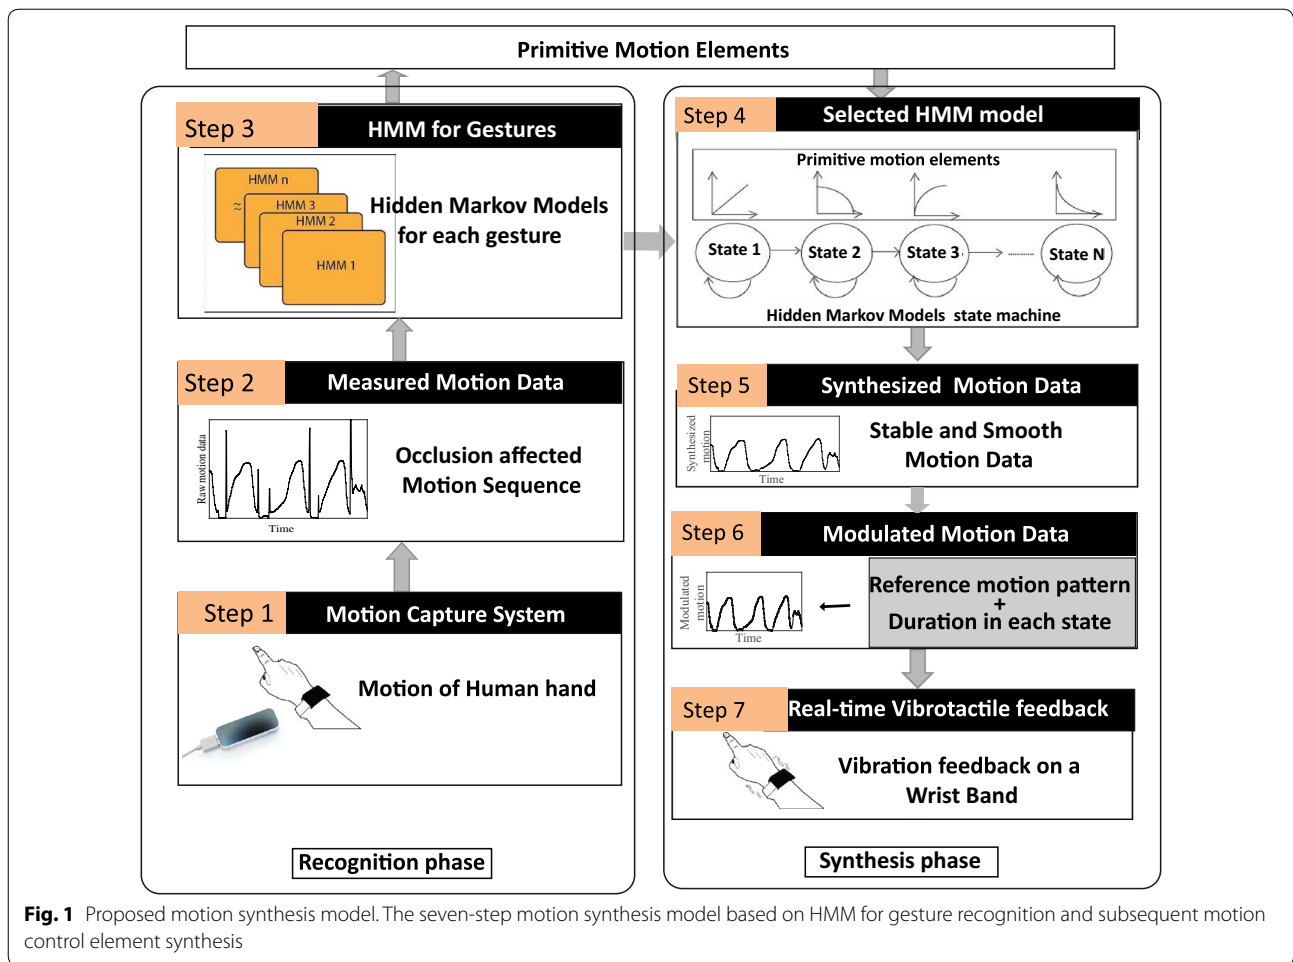 Primitive Motion Elements
Step 3
HMM for Gestures
HMM n
≈
HMM 3
HMM 2
HMM 1
Hidden Markov Models
for each gesture
Step 2
Measured Motion Data
Raw motion data
Time
Occlusion affected
Motion Sequence
Step 1
Motion Capture System
Motion of Human hand
Recognition phase
Step 4
Selected HMM model
Primitive motion elements
State 1
State 2
State 3
........
State N
Hidden Markov Models state machine
Step 5
Synthesized Motion Data
Synthesized
motion
Time
Stable and Smooth
Motion Data
Step 6
Modulated Motion Data
Modulated
motion
Time
Reference motion pattern
+
Duration in each state
Step 7
Real-time Vibrotactile feedback
Vibration feedback on a
Wrist Band
Synthesis phase
Fig. 1 Proposed motion synthesis model. The seven-step motion synthesis model based on HMM for gesture recognition and subsequent motion
control element synthesis